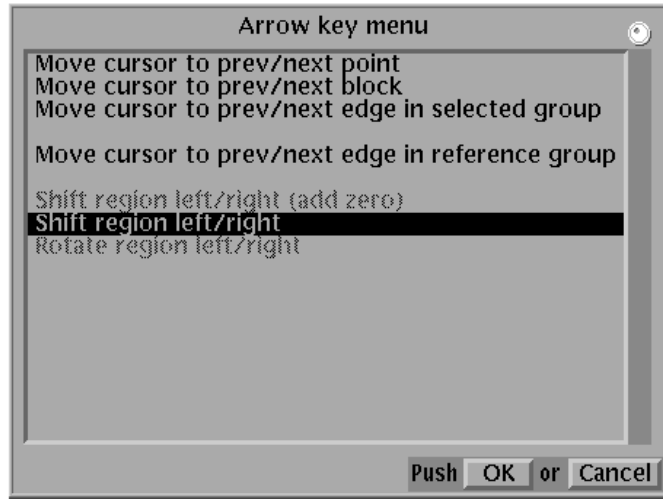 Arrow key menu
Move cursor to prev/next point
Move cursor to prev/next block
Move cursor to prev/next edge in selected group
Move cursor to prev/next edge in reference group
Shift region left/right (add zero)
Shift region left/right
Rotate region left/right
Push OK or Cancel